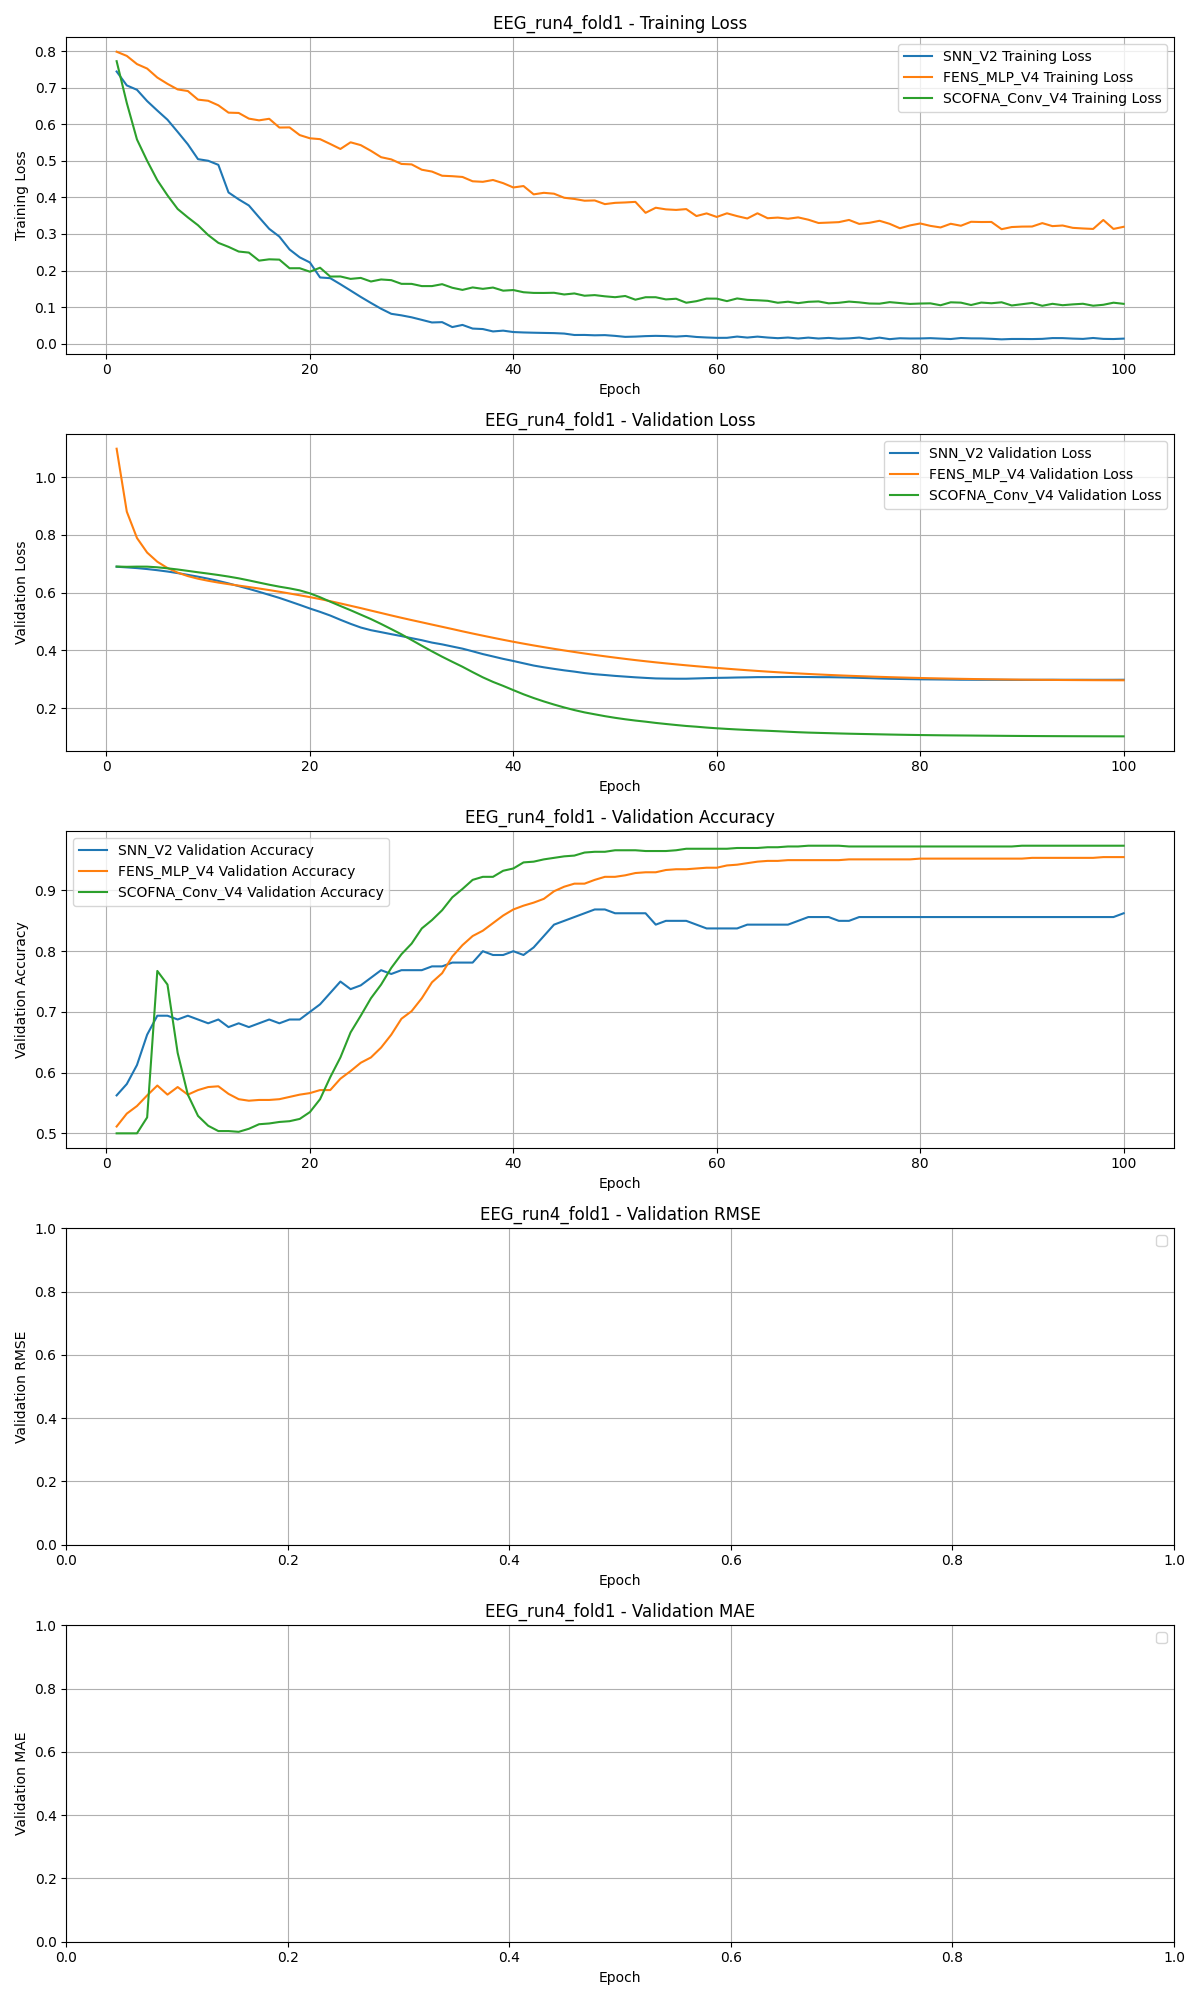 EEG_run4_fold1 - Training Loss
SNN_V2 Training Loss
FENS_MLP_V4 Training Loss
SCOFNA_Conv_V4 Training Loss
Training Loss
0.8
0.7
0.6
0.5
0.4
0.3
0.2
0.1
0.0
0 20 40 60 80 100
Epoch
EEG_run4_fold1 - Validation Loss
SNN_V2 Validation Loss
FENS_MLP_V4 Validation Loss
SCOFNA_Conv_V4 Validation Loss
Validation Loss
1.0
0.8
0.6
0.4
0.2
0 20 40 60 80 100
Epoch
EEG_run4_fold1 - Validation Accuracy
SNN_V2 Validation Accuracy
FENS_MLP_V4 Validation Accuracy
SCOFNA_Conv_V4 Validation Accuracy
Validation Accuracy
0.9
0.8
0.7
0.6
0.5
0 20 40 60 80 100
Epoch
EEG_run4_fold1 - Validation RMSE
Validation RMSE
1.0
0.8
0.6
0.4
0.2
0.0
0.0 0.2 0.4 0.6 0.8 1.0
Epoch
EEG_run4_fold1 - Validation MAE
Validation MAE
1.0
0.8
0.6
0.4
0.2
0.0
0.0 0.2 0.4 0.6 0.8 1.0
Epoch